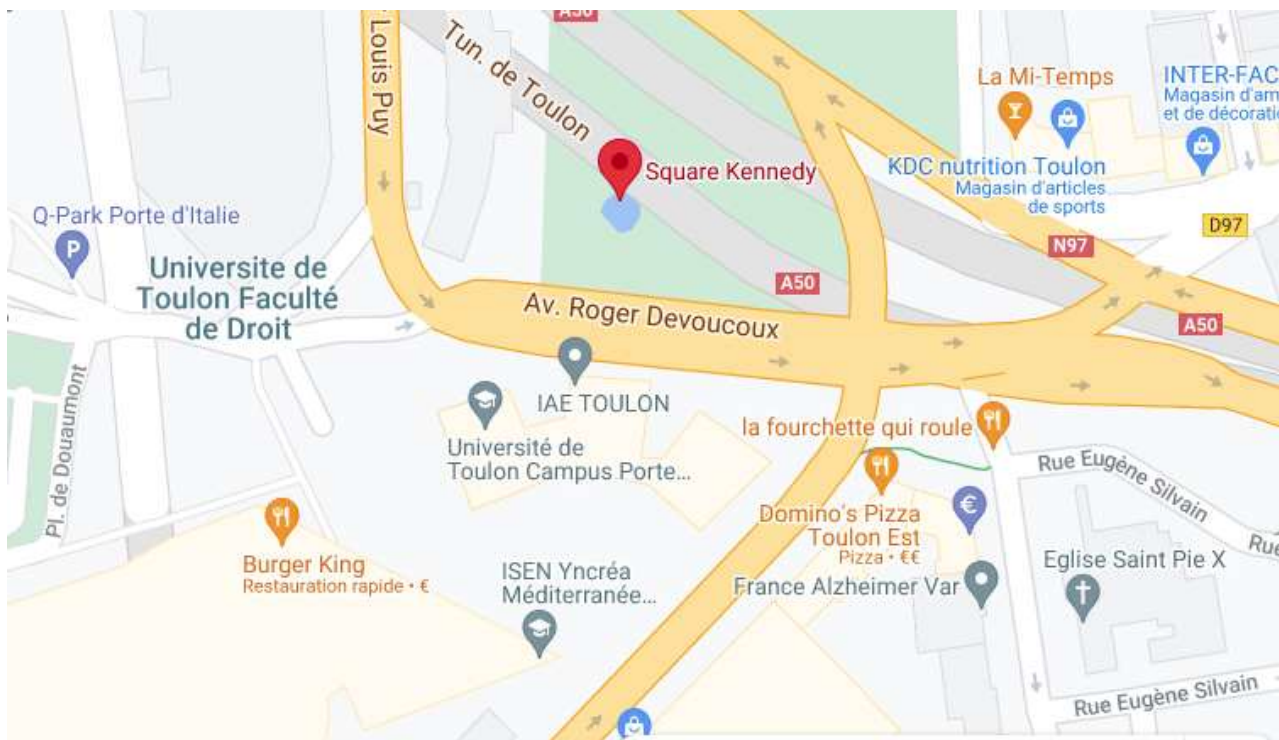 A50
Louis Puy
Tun. de Toulon
La Mi-Temps
INTER-FAC
Magasin d'am
et de décoratio
Square Kennedy
KDC nutrition Toulon
Magasin d'articles
de sports
Q-Park Porte d'Italie
P
D97
N97
Universite de
Toulon Faculté
de Droit
A50
Av. Roger Devoucoux
A50
Pl. de Douaumont
IAE TOULON
la fourchette qui roule
Université de
Toulon Campus Porte...
Rue Eugène Silvain
Rue
Domino's Pizza
Toulon Est
Pizza • €€
€
Burger King
Restauration rapide • €
ISEN Yncréa
Méditerranée...
France Alzheimer Var
Eglise Saint Pie X
Rue Eugène Silvain